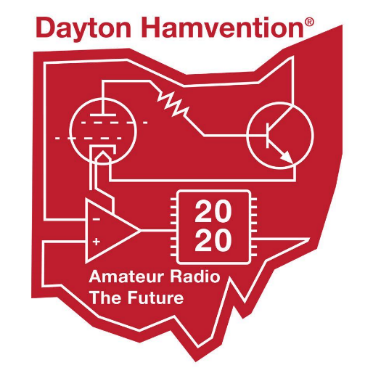 Dayton Hamvention®
20
20
−
+
Amateur Radio
The Future